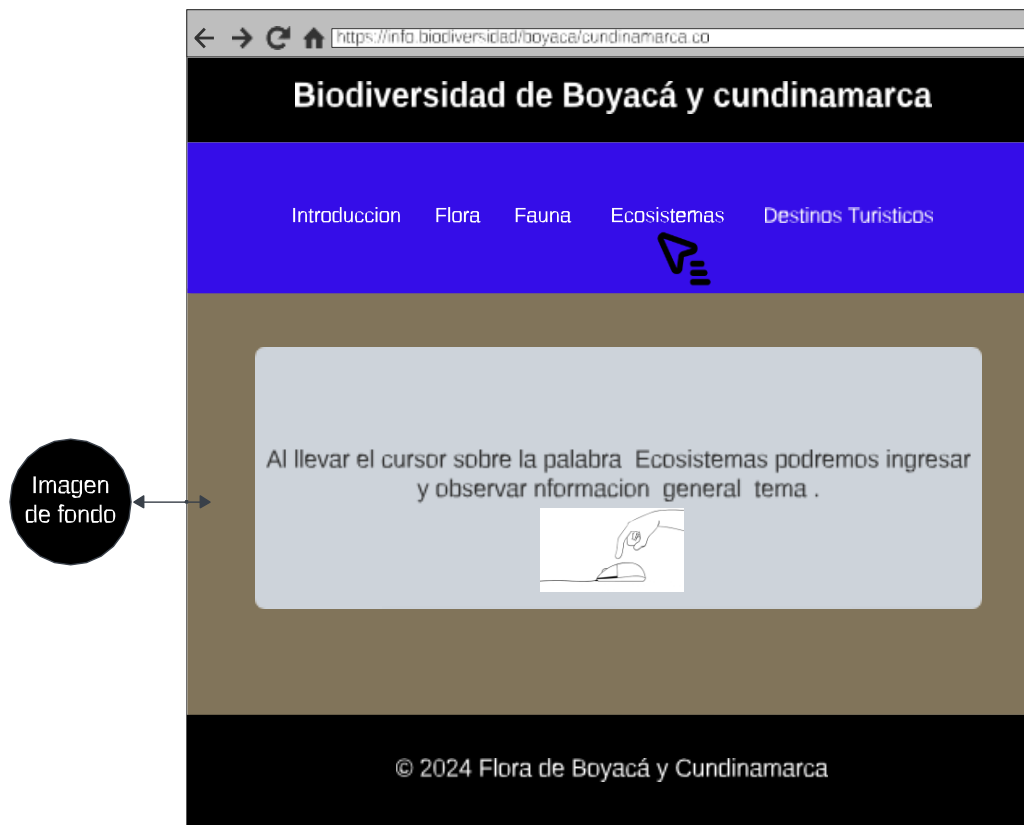 https://info.biodiversidad/boyaca/cundinamarca.co
Biodiversidad de Boyacá y cundinamarca
Introduccion Flora Fauna Ecosistemas Destinos Turisticos
Al llevar el cursor sobre la palabra Ecosistemas podremos ingresar
y observar nformacion general tema .
Imagen
de fondo
© 2024 Flora de Boyacá y Cundinamarca